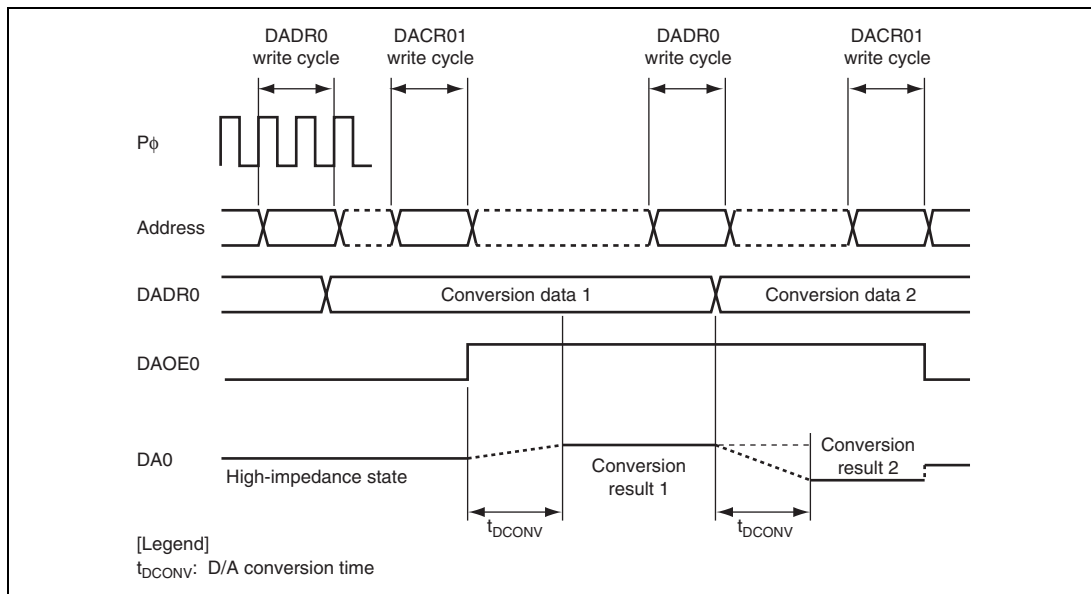 DADR0
write cycle
DACR01
write cycle
DADR0
write cycle
DACR01
write cycle
Pϕ
Address
DADR0
Conversion data 1
Conversion data 2
DAOE0
DA0
High-impedance state
Conversion
result 1
Conversion
result 2
tDCONV
tDCONV
[Legend]
tDCONV: D/A conversion time